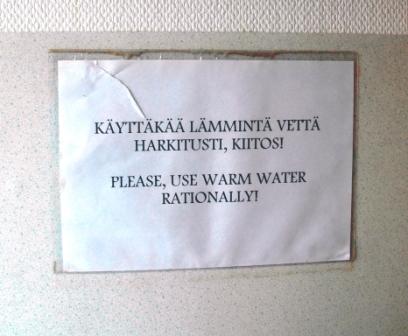 KÄYTTÄKÄÄ LÄMMINTÄ VETTÄ
HARKITUSTI, KIITOS!
PLEASE, USE WARM WATER
RATIONALLY!